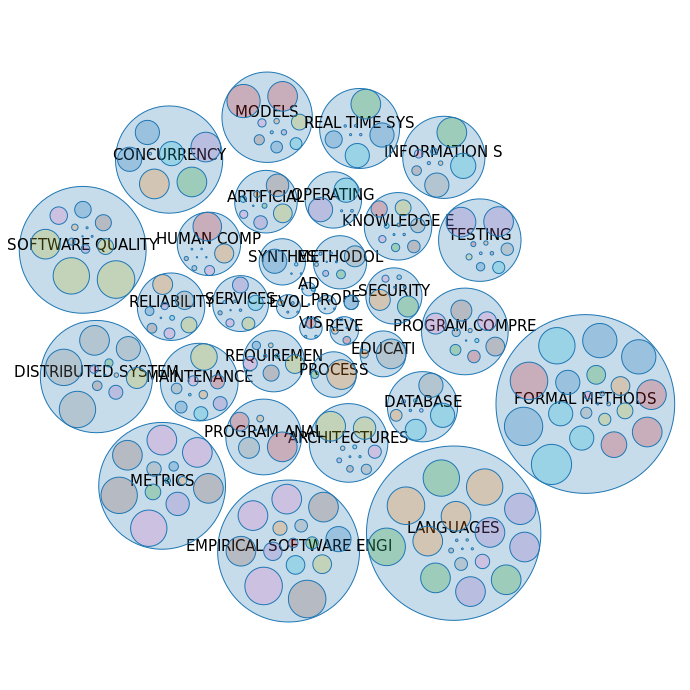 MODELS
REAL TIME SYS
INFORMATION S
CONCURRENCY
ARTIFICIAL
OPERATING
KNOWLEDGE E
TESTING
SOFTWARE QUALITY
HUMAN COMP
SYNTHES
METHODOL
AD
SECURITY
RELIABILITY
SERVICES
EVOL
PROPE
VIS
REVE
PROGRAM COMPRE
REQUIREMEN
EDUCATI
DISTRIBUTED SYSTEM
MAINTENANCE
PROCESS
FORMAL METHODS
DATABASE
PROGRAM ANAL
ARCHITECTURES
METRICS
LANGUAGES
EMPIRICAL SOFTWARE ENGI